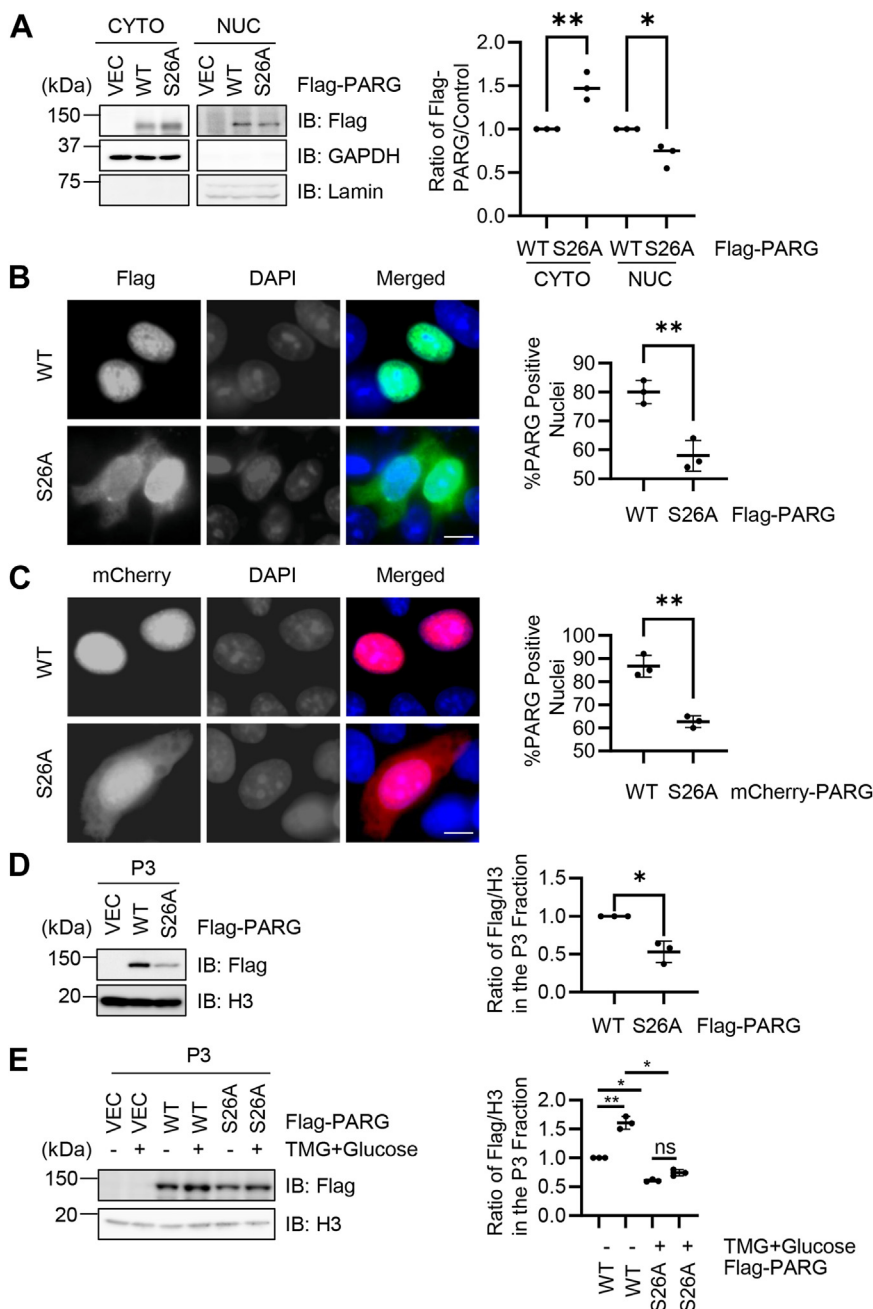 A
CYTO NUC
(kDa) VEC WT S26A VEC WT S26A Flag-PARG
150 IB: Flag
37 IB: GAPDH
75 IB: Lamin
** *
Ratio of Flag-
PARG/Control
2.0
1.5
1.0
0.5
0.0
WT S26A WT S26A Flag-PARG
CYTO NUC
B
Flag DAPI Merged
WT
S26A
**
%PARG Positive
Nuclei
90
80
70
60
50
WT S26A Flag-PARG
C
mCherry DAPI Merged
WT
S26A
**
%PARG Positive
Nuclei
100
90
80
70
60
50
WT S26A mCherry-PARG
D
P3
(kDa) VEC WT S26A Flag-PARG
150 IB: Flag
20 IB: H3
*
Ratio of Flag/H3
in the P3 Fraction
1.5
1.0
0.5
0.0
WT S26A Flag-PARG
E
P3
VEC VEC WT WT S26A S26A Flag-PARG
(kDa) - + - + - + TMG+Glucose
150 IB: Flag
20 IB: H3
*
*
**
ns
Ratio of Flag/H3
in the P3 Fraction
2.0
1.5
1.0
0.5
0.0
- - + + TMG+Glucose
WT WT S26A S26A Flag-PARG